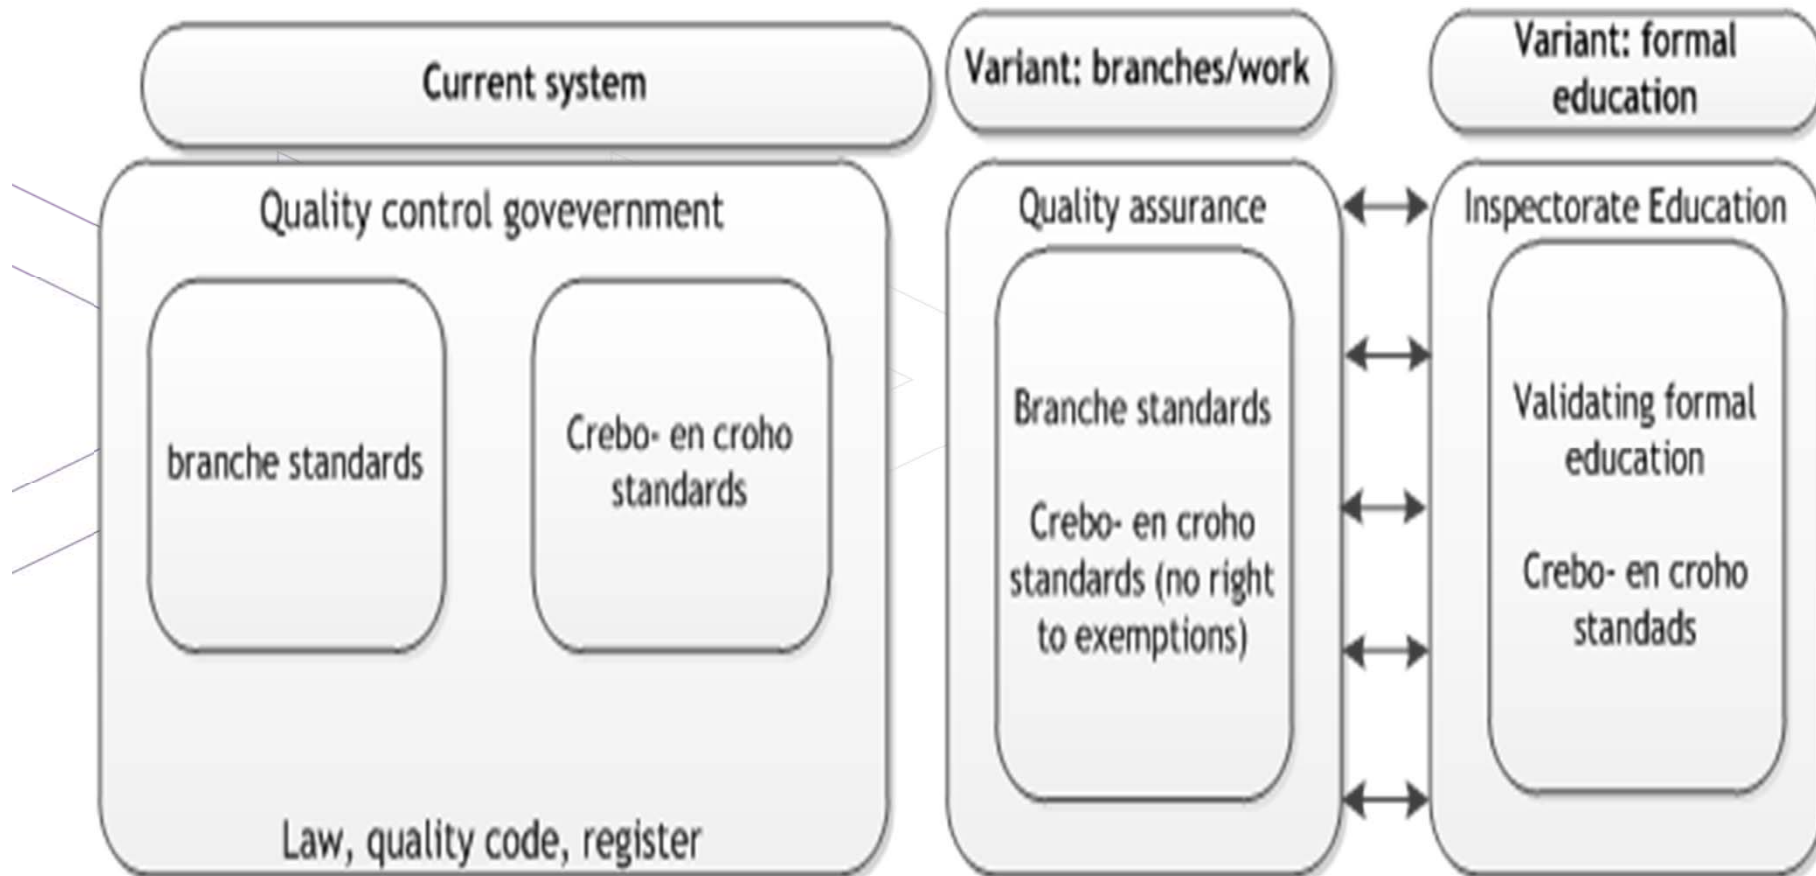 Current system
Quality control govevernment
branche standards
Crebo- en croho
standards
Law, quality code, register
Variant: branches/work
Quality assurance
Branche standards
Crebo- en croho
standards (no right
to exemptions)
Variant: formal
education
Inspectorate Education
Validating formal
education
Crebo- en croho
standads